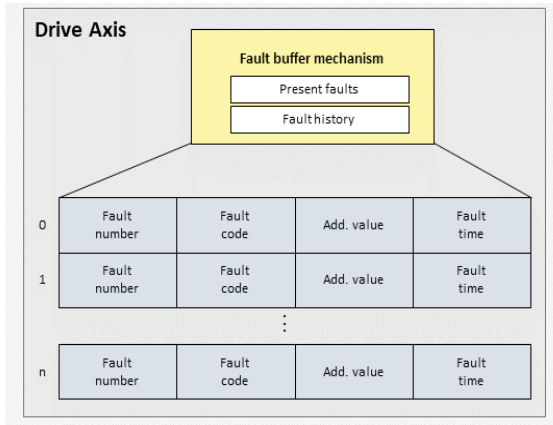 Drive Axis
Fault buffer mechanism
Present faults
Fault history
0
Fault
number
Fault
code
Add. value
Fault
time
1
Fault
number
Fault
code
Add. value
Fault
time
⋮
n
Fault
number
Fault
code
Add. value
Fault
time